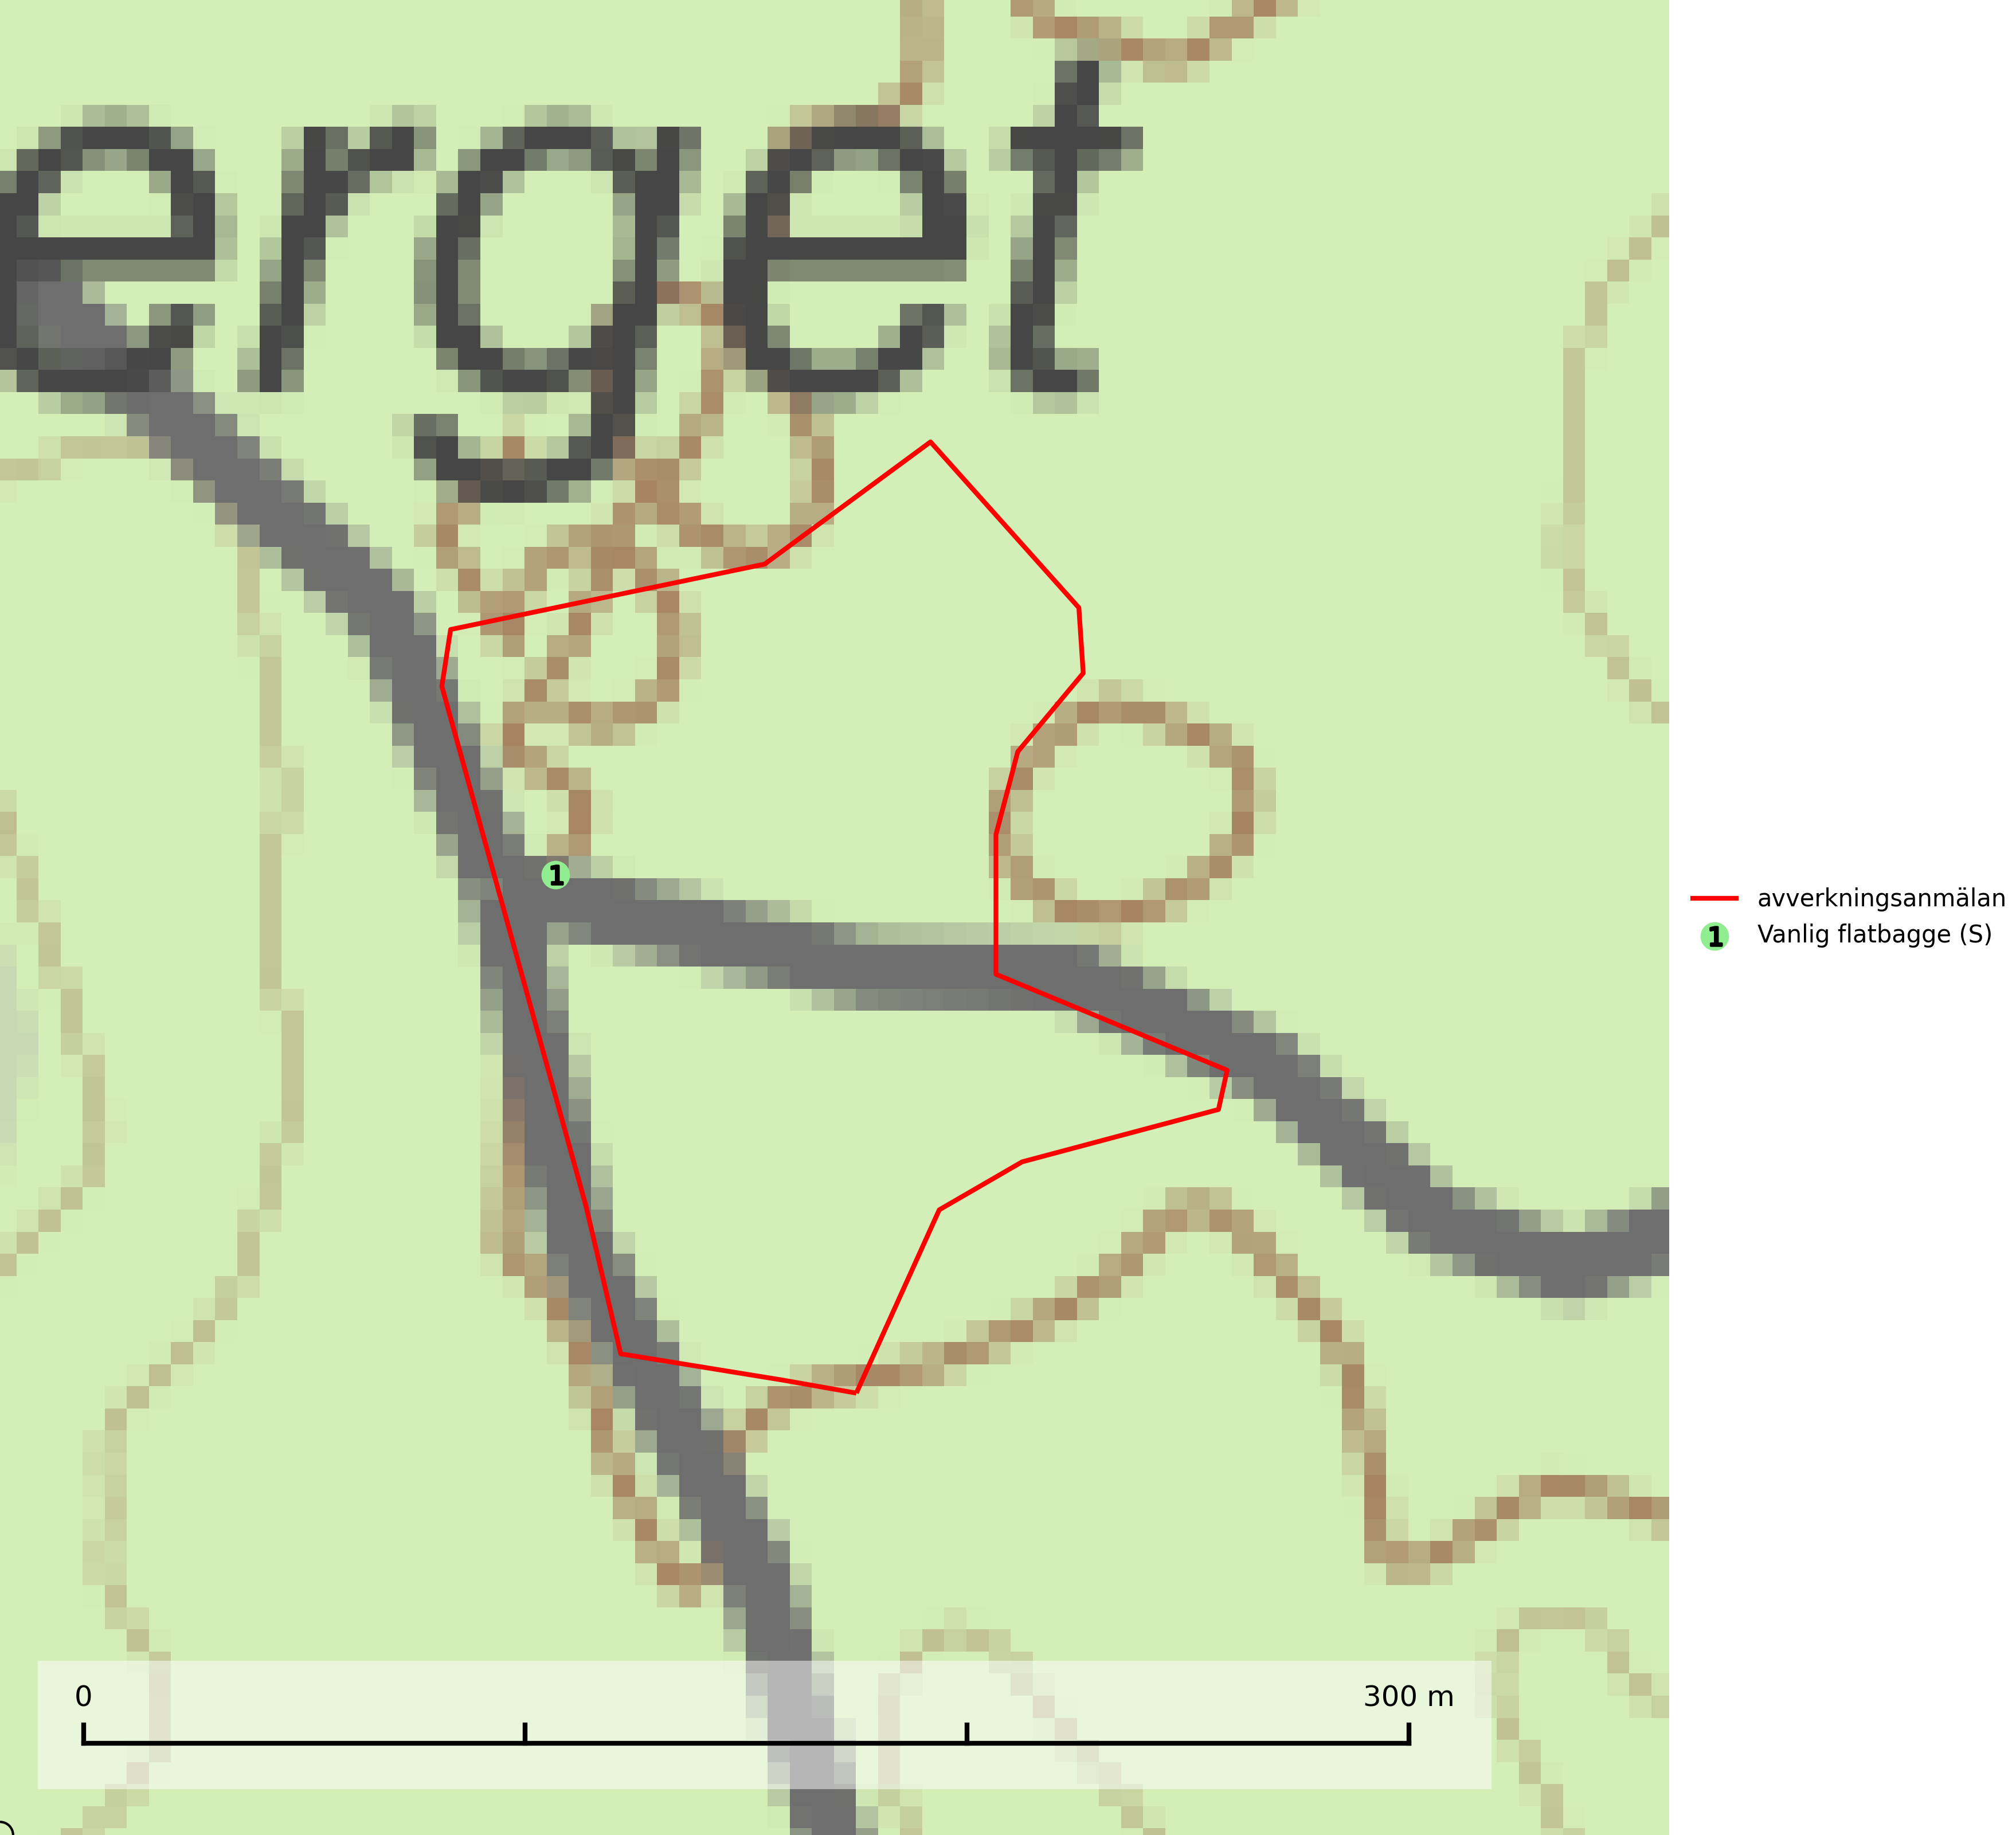 erget
1
avverkningsanmälan
1 Vanlig flatbagge (S)
0 300 m